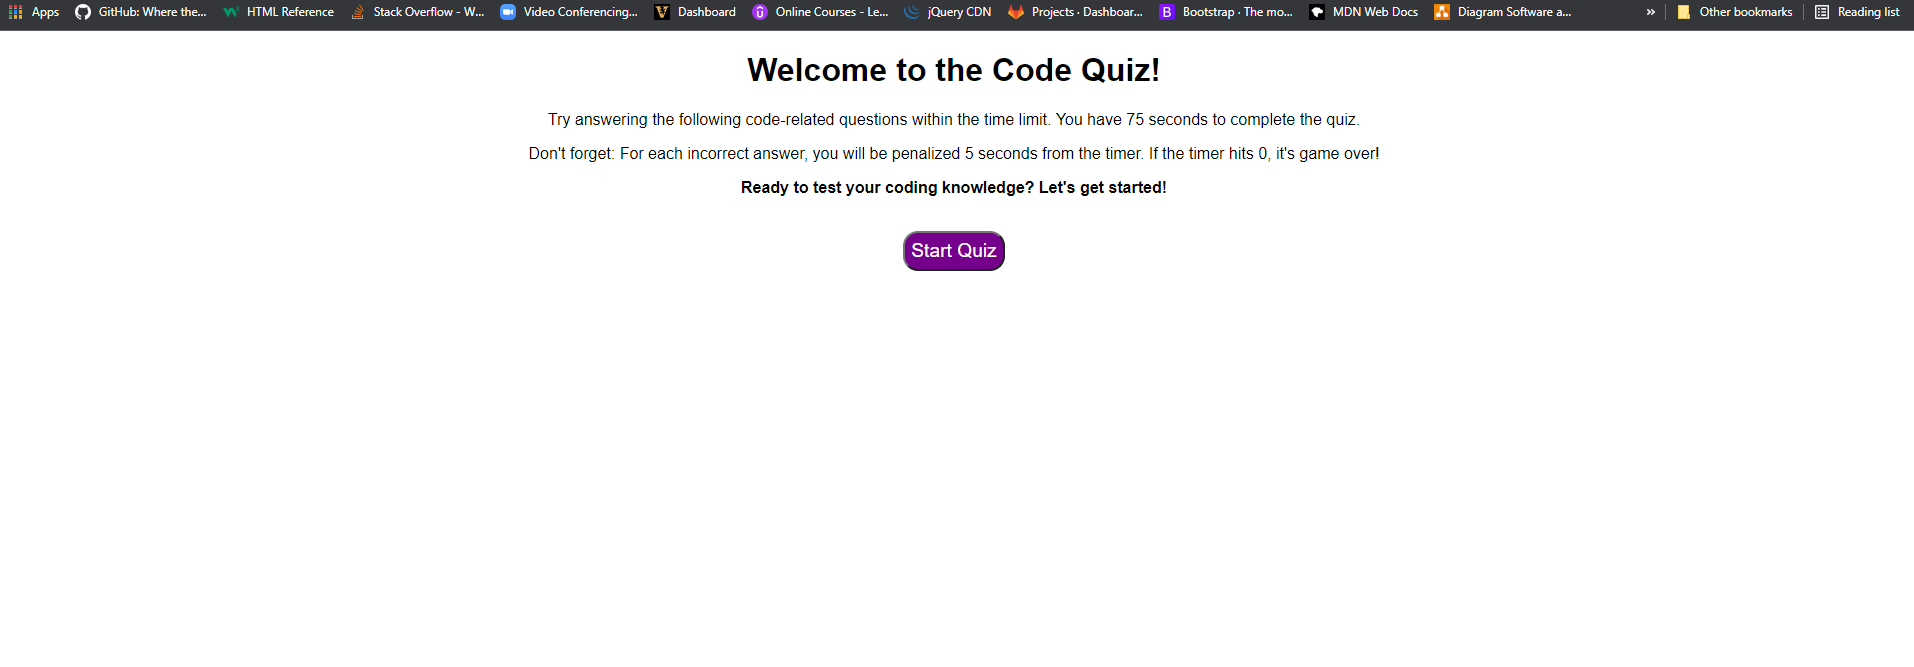 Apps GitHub: Where the... HTML Reference Stack Overflow - W... Video Conferencing... Dashboard Online Courses - Le... jQuery CDN Projects · Dashboar... B Bootstrap · The mo... MDN Web Docs Diagram Software a... » Other bookmarks Reading list
Welcome to the Code Quiz!
Try answering the following code-related questions within the time limit. You have 75 seconds to complete the quiz.
Don't forget: For each incorrect answer, you will be penalized 5 seconds from the timer. If the timer hits 0, it's game over!
Ready to test your coding knowledge? Let's get started!
Start Quiz